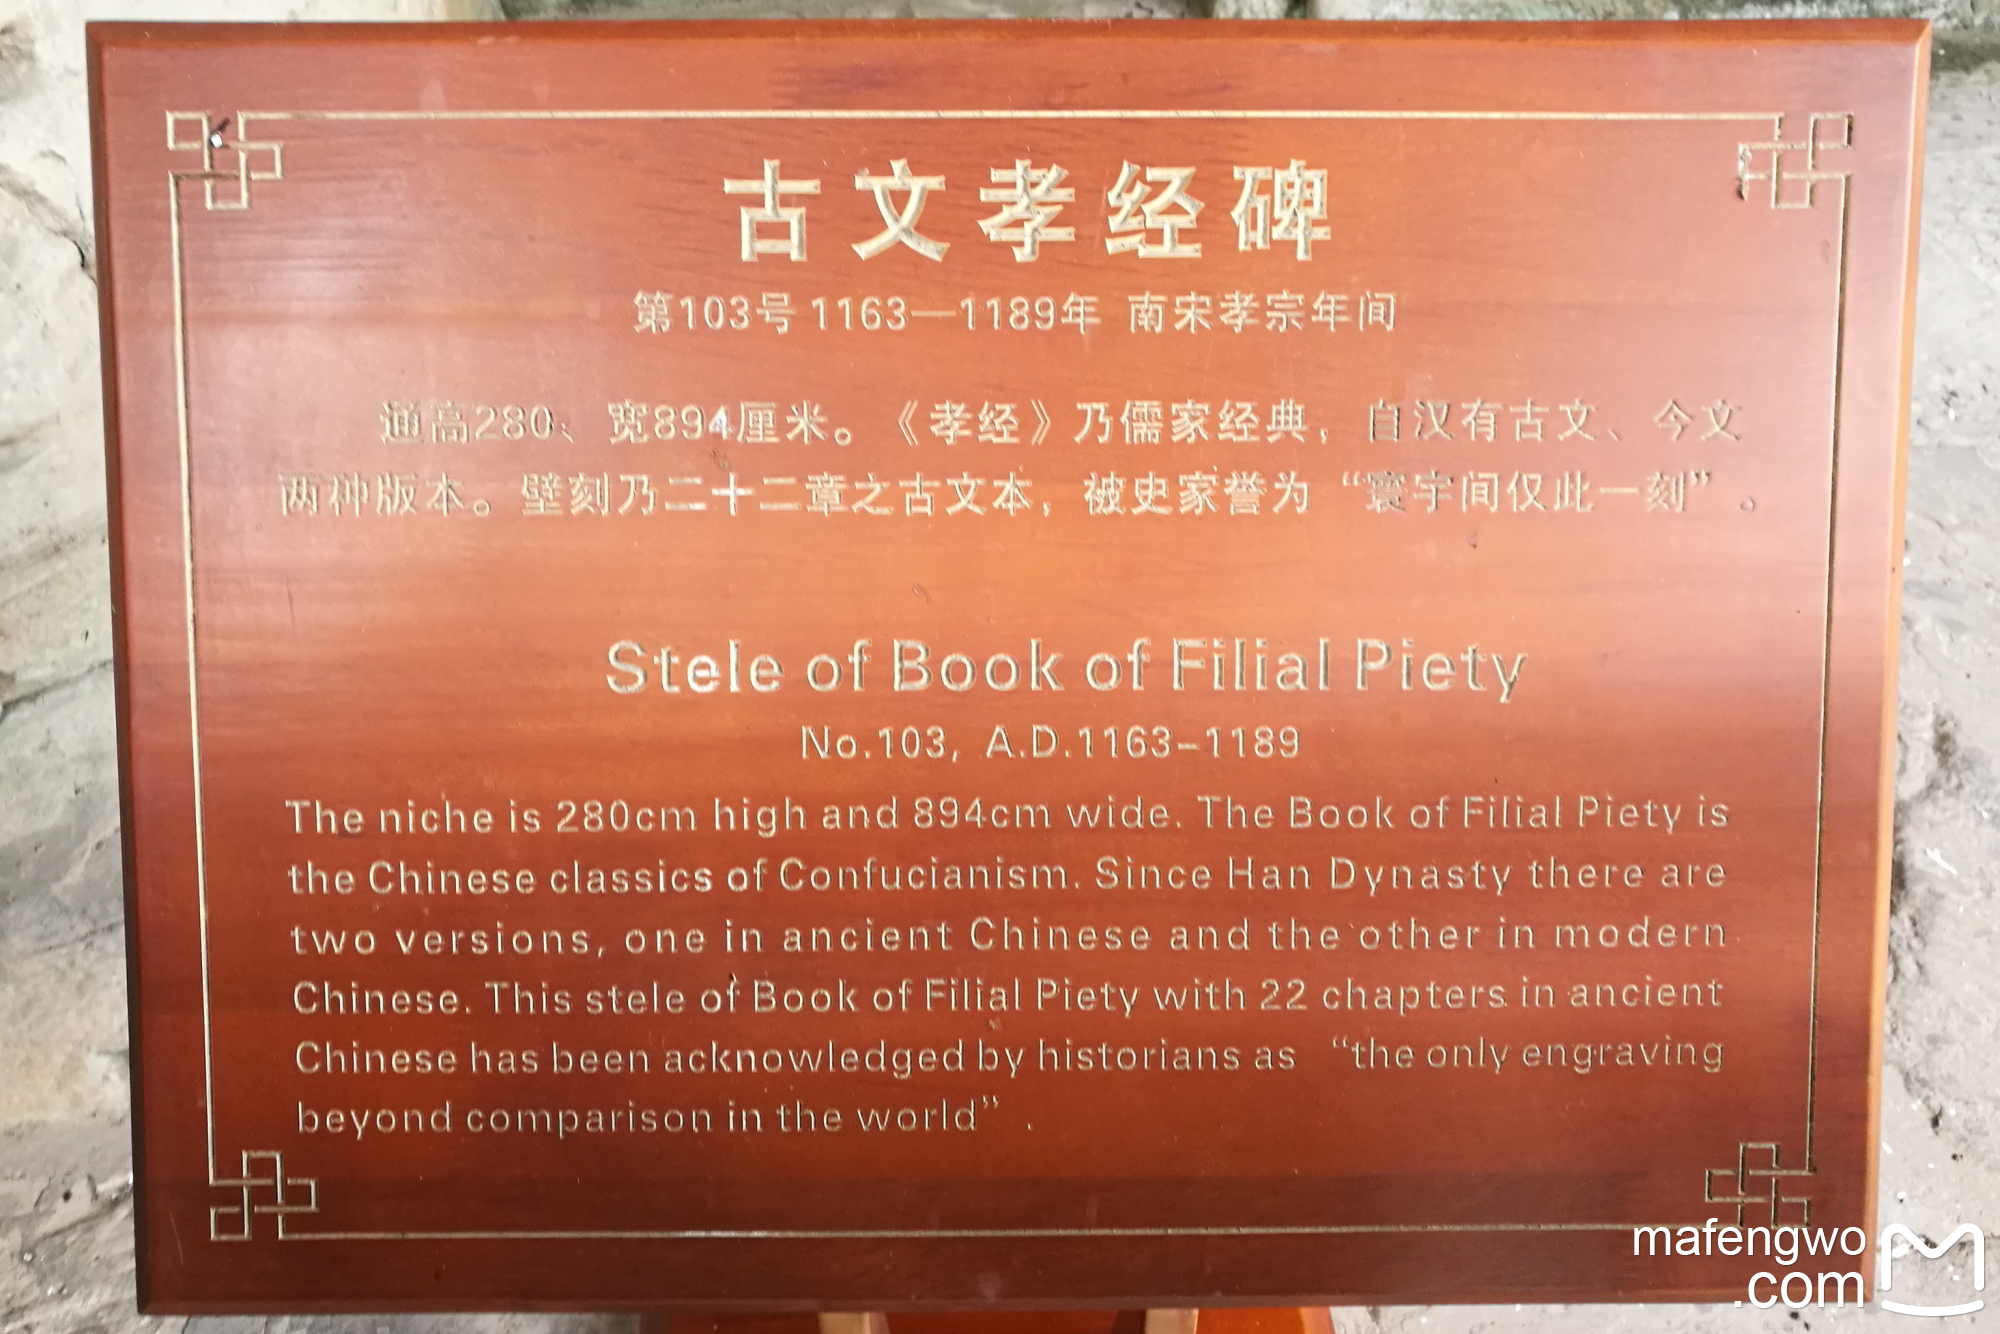 古文孝经碑
第103号 1163—1189年 南宋孝宗年间
通高280、宽894厘米。《孝经》乃儒家经典，自汉有古文、今文
两种版本。壁刻乃二十二章之古文本，被史家誉为“寰宇间仅此一刻”。
Stele of Book of Filial Piety
No.103, A.D.1163-1189
The niche is 280cm high and 894cm wide. The Book of Filial Piety is
the Chinese classics of Confucianism. Since Han Dynasty there are
two versions, one in ancient Chinese and the other in modern
Chinese. This stele of Book of Filial Piety with 22 chapters in ancient
Chinese has been acknowledged by historians as “the only engraving
beyond comparison in the world”.
mafengwo
.com